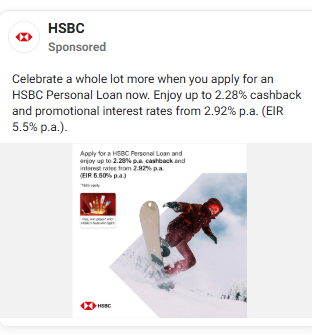 HSBC
Sponsored
Celebrate a whole lot more when you apply for an
HSBC Personal Loan now. Enjoy up to 2.28% cashback
and promotional interest rates from 2.92% p.a. (EIR
5.5% p.a.).
Apply for a HSBC Personal Loan and
enjoy up to 2.28% p.a. cashback and
interest rates from 2.92% p.a.
(EIR 5.50% p.a.)
HSBC